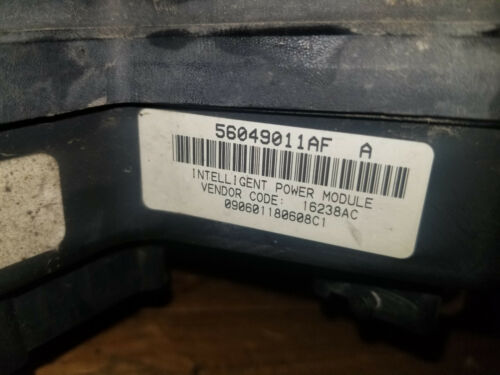 56049011AF A
INTELLIGENT POWER MODULE
VENDOR CODE: 16238AC
090601180608C1